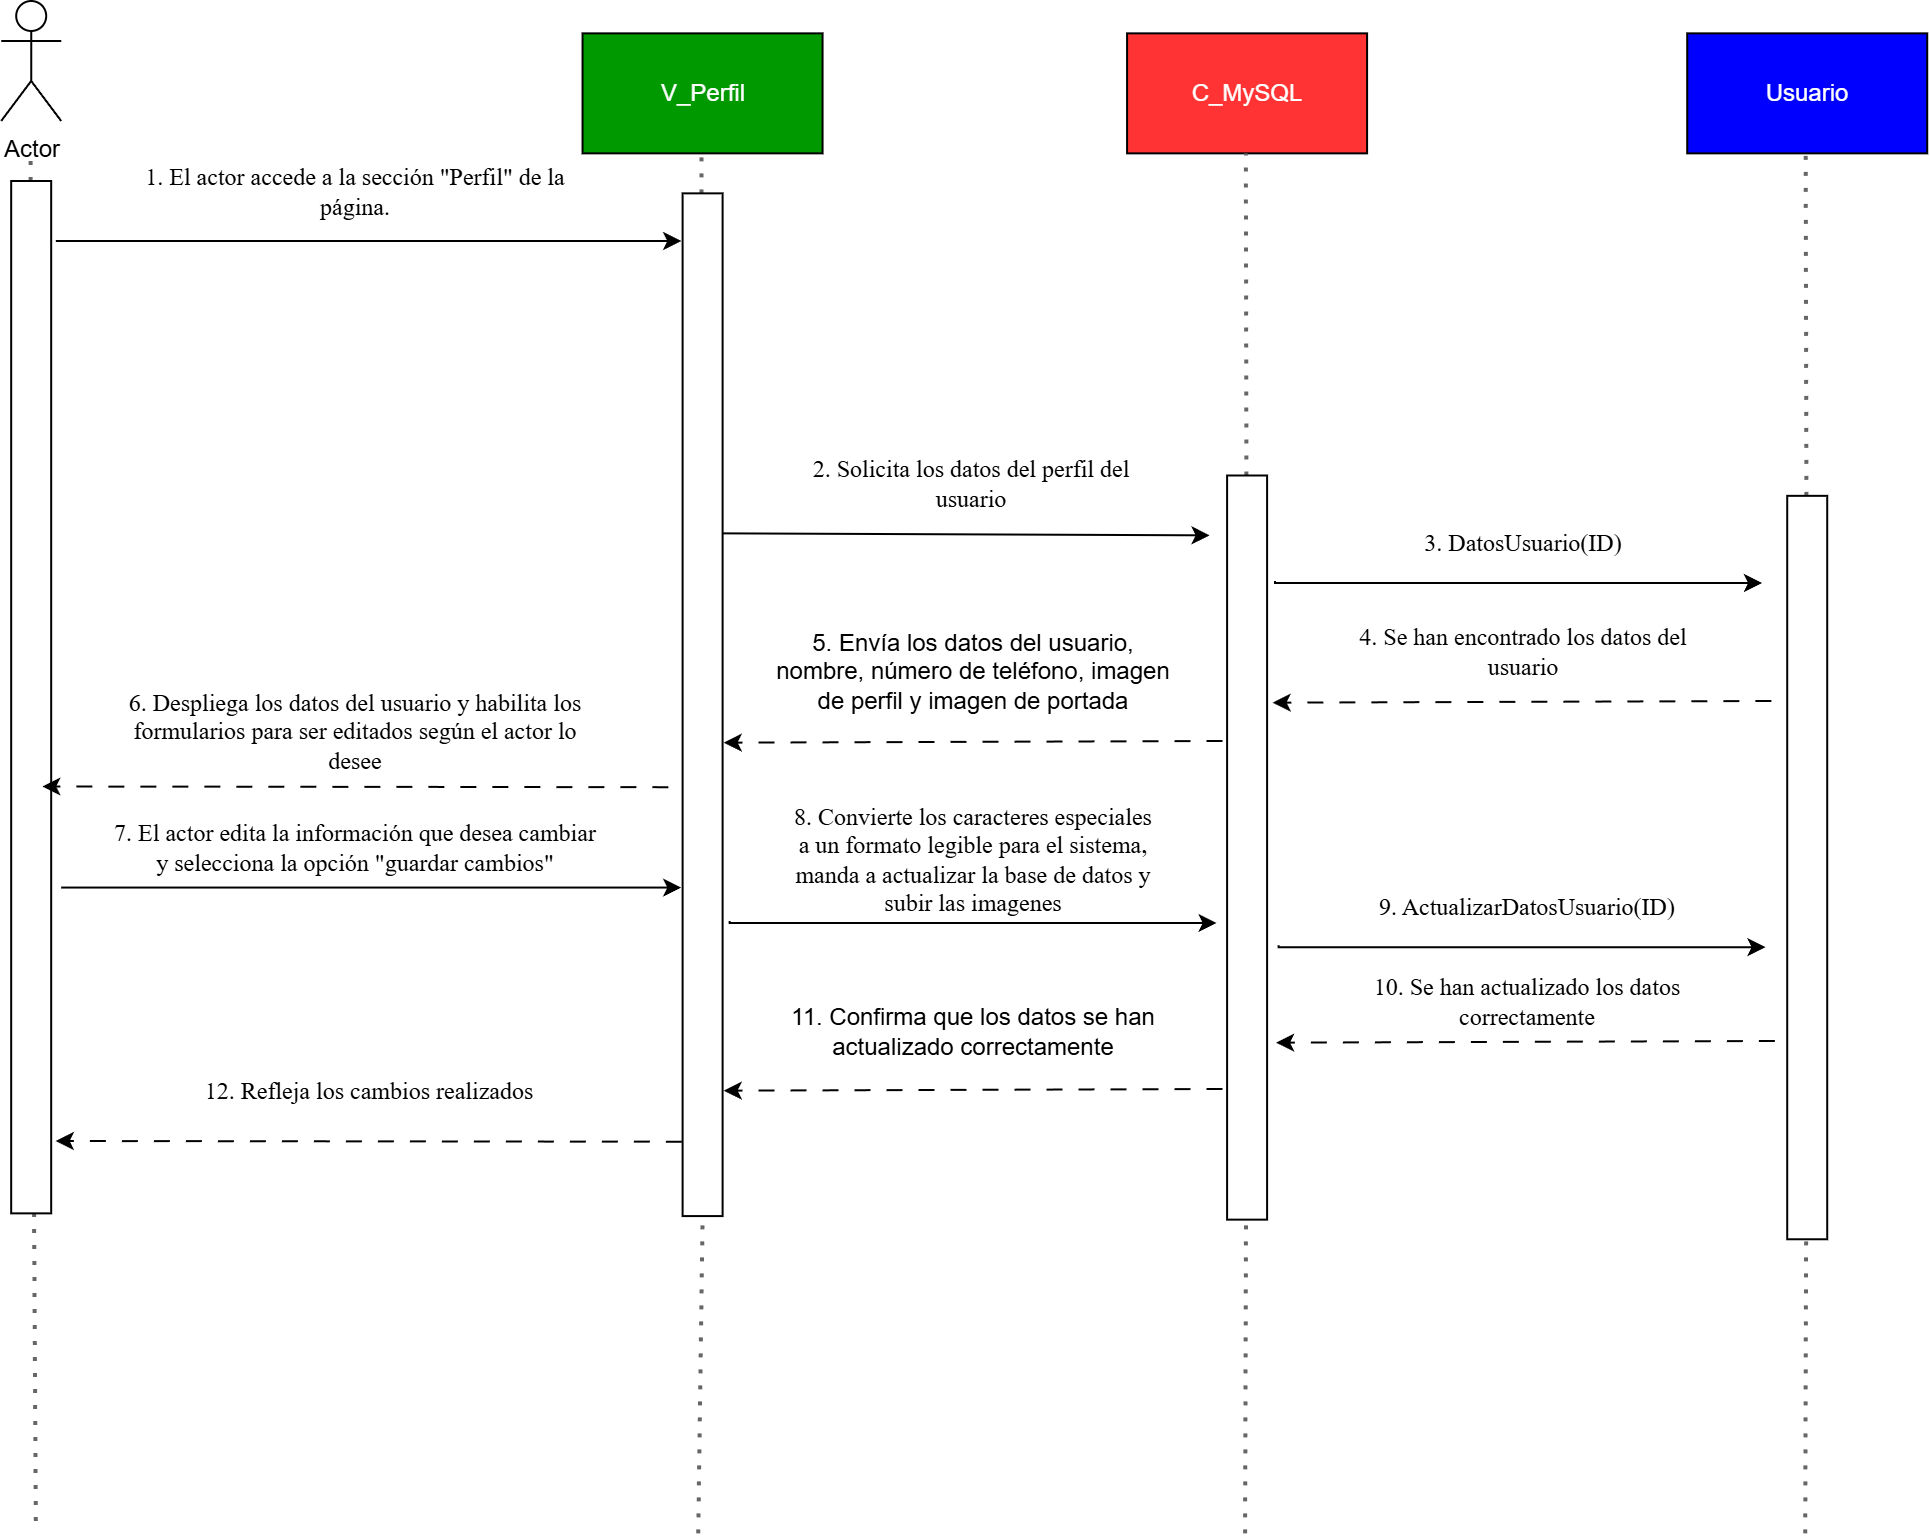 Actor
V_Perfil
C_MySQL
Usuario
1. El actor accede a la sección "Perfil" de la
página.
2. Solicita los datos del perfil del
usuario
3. DatosUsuario(ID)
4. Se han encontrado los datos del
usuario
5. Envía los datos del usuario,
nombre, número de teléfono, imagen
de perfil y imagen de portada
6. Despliega los datos del usuario y habilita los
formularios para ser editados según el actor lo
desee
7. El actor edita la información que desea cambiar
y selecciona la opción "guardar cambios"
8. Convierte los caracteres especiales
a un formato legible para el sistema,
manda a actualizar la base de datos y
subir las imagenes
9. ActualizarDatosUsuario(ID)
10. Se han actualizado los datos
correctamente
11. Confirma que los datos se han
actualizado correctamente
12. Refleja los cambios realizados